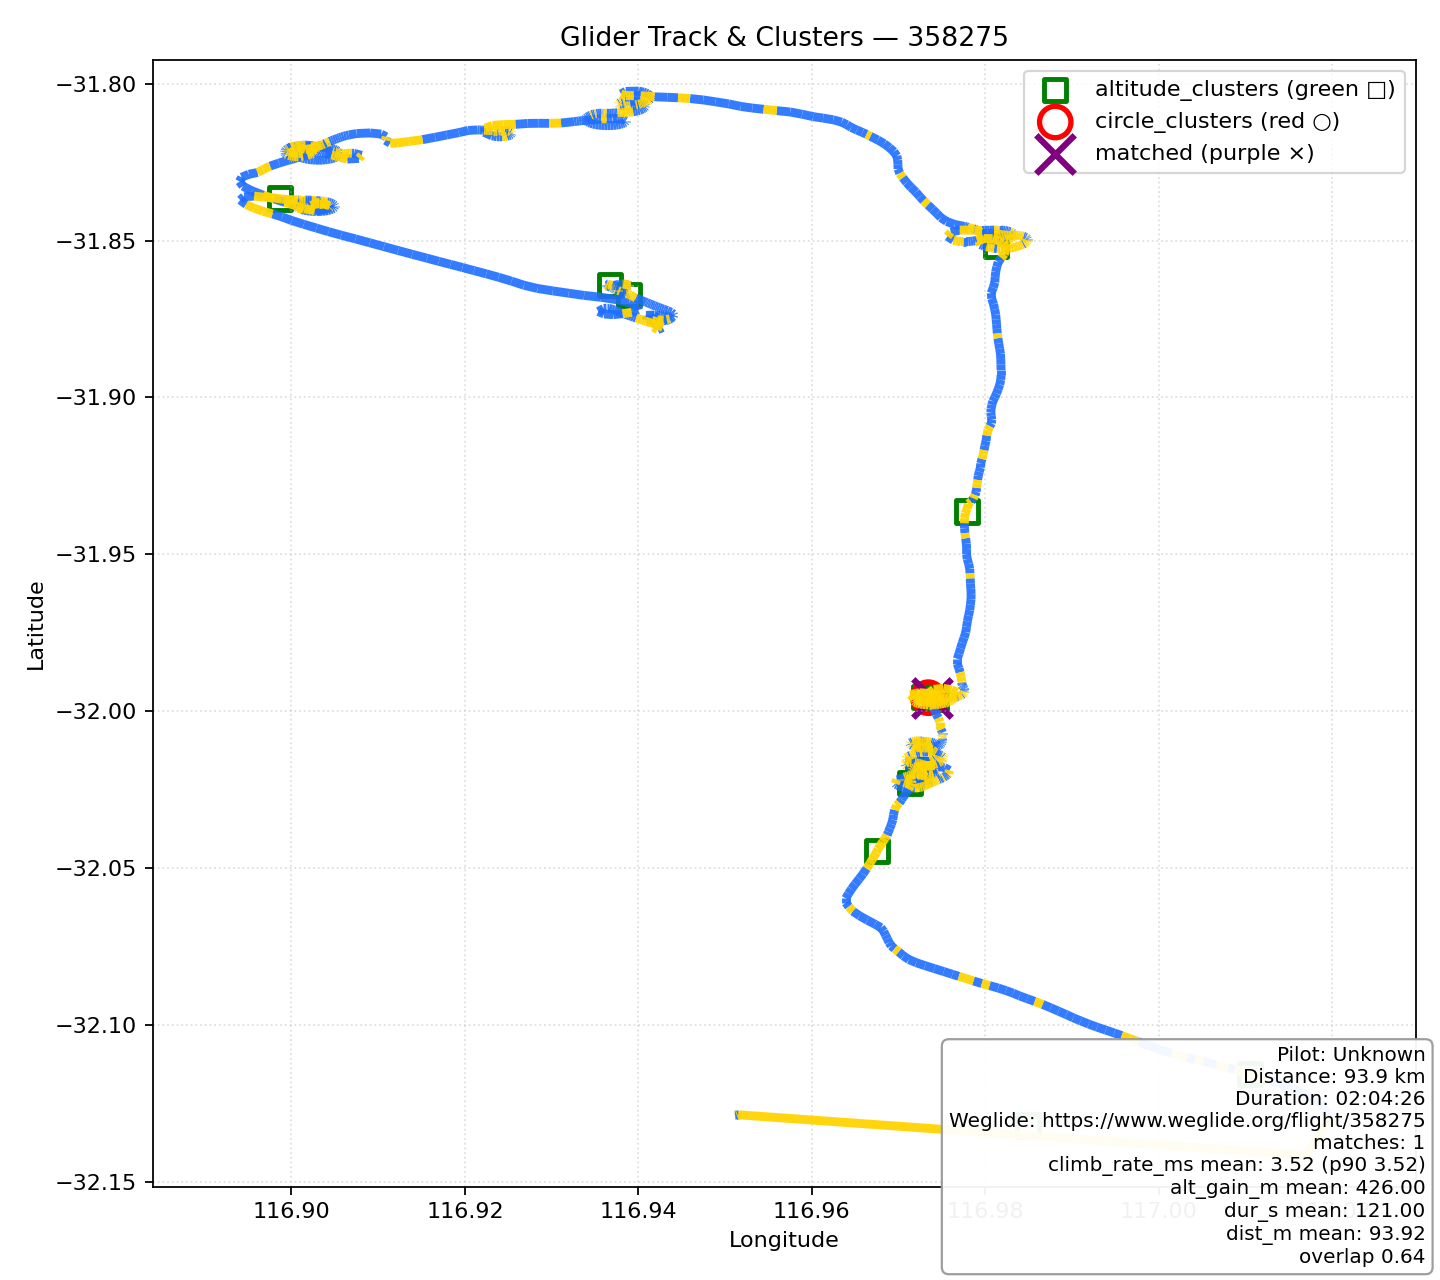 Glider Track & Clusters — 358275
altitude_clusters (green □)
circle_clusters (red ○)
matched (purple ×)
−31.80
−31.85
−31.90
−31.95
−32.00
−32.05
−32.10
−32.15
Latitude
116.90
116.92
116.94
116.96
116.98
117.00
Longitude
Pilot: Unknown
Distance: 93.9 km
Duration: 02:04:26
Weglide: https://www.weglide.org/flight/358275
matches: 1
climb_rate_ms mean: 3.52 (p90 3.52)
alt_gain_m mean: 426.00
dur_s mean: 121.00
dist_m mean: 93.92
overlap 0.64